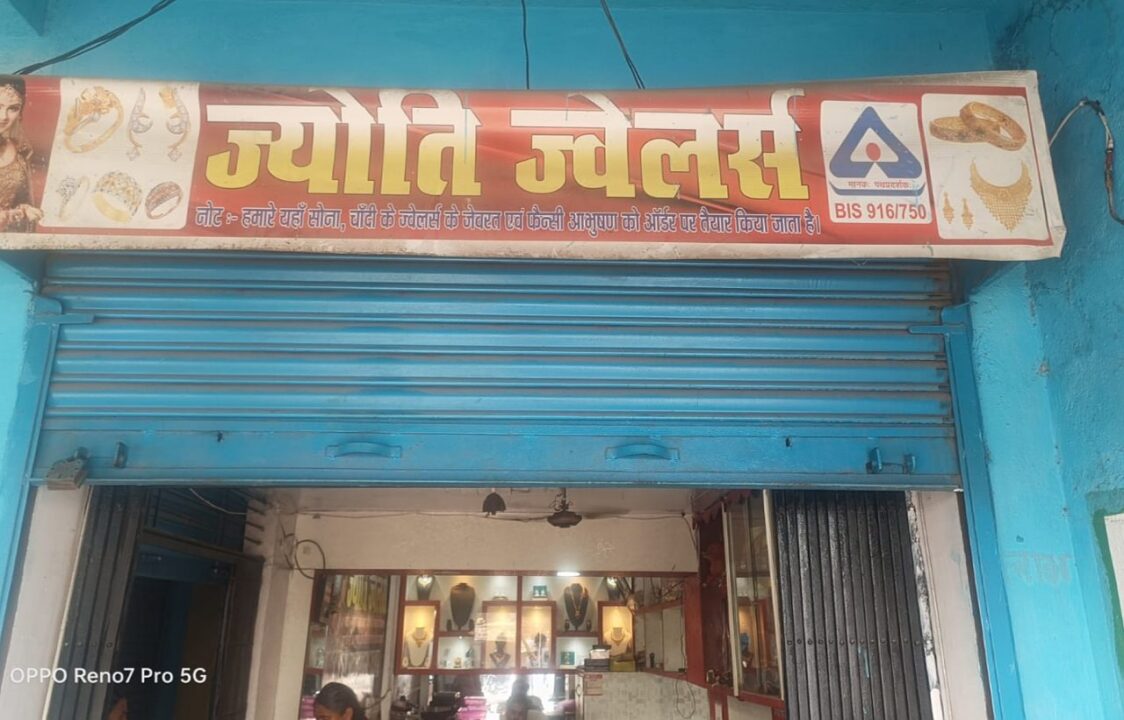 ज्योति ज्वेलर्स
नोट :- हमारे यहाँ सोना, चाँदी के ज्वेलर्स के जेवरत एवं फैन्सी आभुषण को ऑर्डर पर तैयार किया जाता है।
मानकः पथप्रदर्शकः
BIS 916/750
OPPO Reno7 Pro 5G